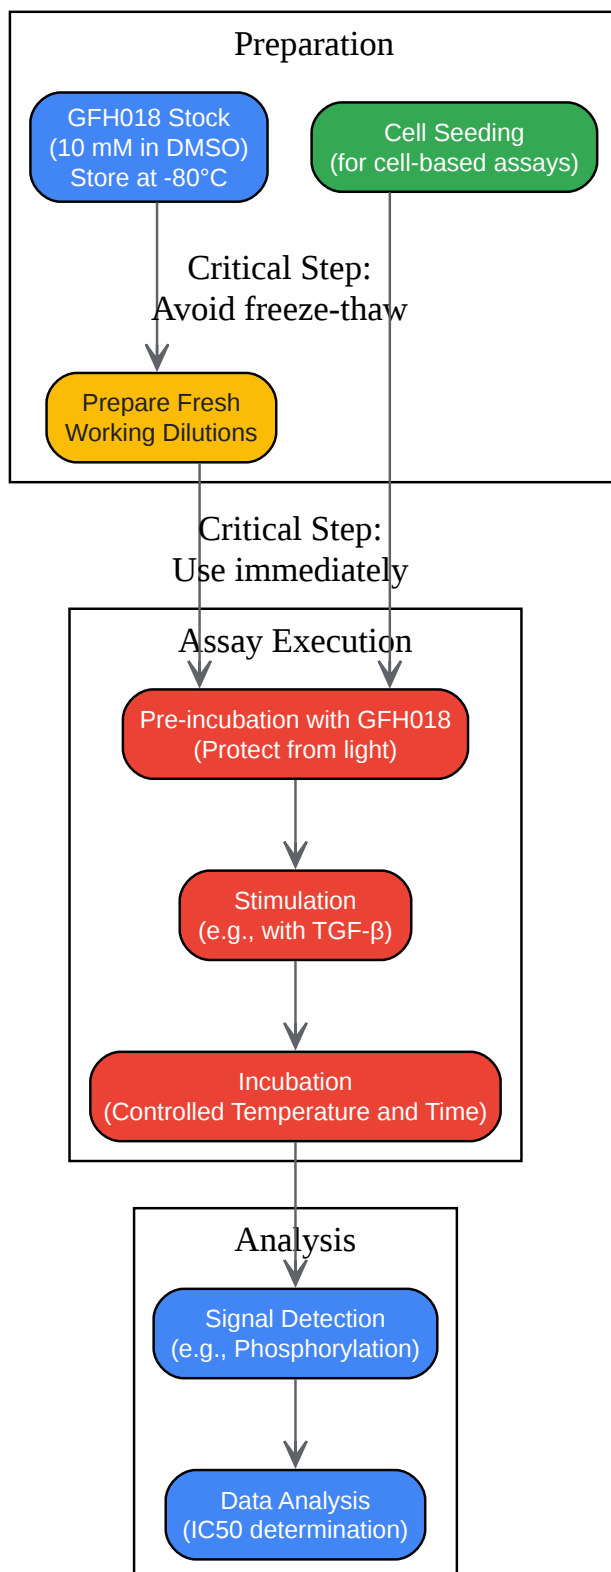 Preparation
GFH018 Stock
(10 mM in DMSO)
Store at -80°C
Cell Seeding
(for cell-based assays)
Critical Step:
Avoid freeze-thaw
Prepare Fresh
Working Dilutions
Critical Step:
Use immediately
Assay Execution
Pre-incubation with GFH018
(Protect from light)
Stimulation
(e.g., with TGF-β)
Incubation
(Controlled Temperature and Time)
Analysis
Signal Detection
(e.g., Phosphorylation)
Data Analysis
(IC50 determination)